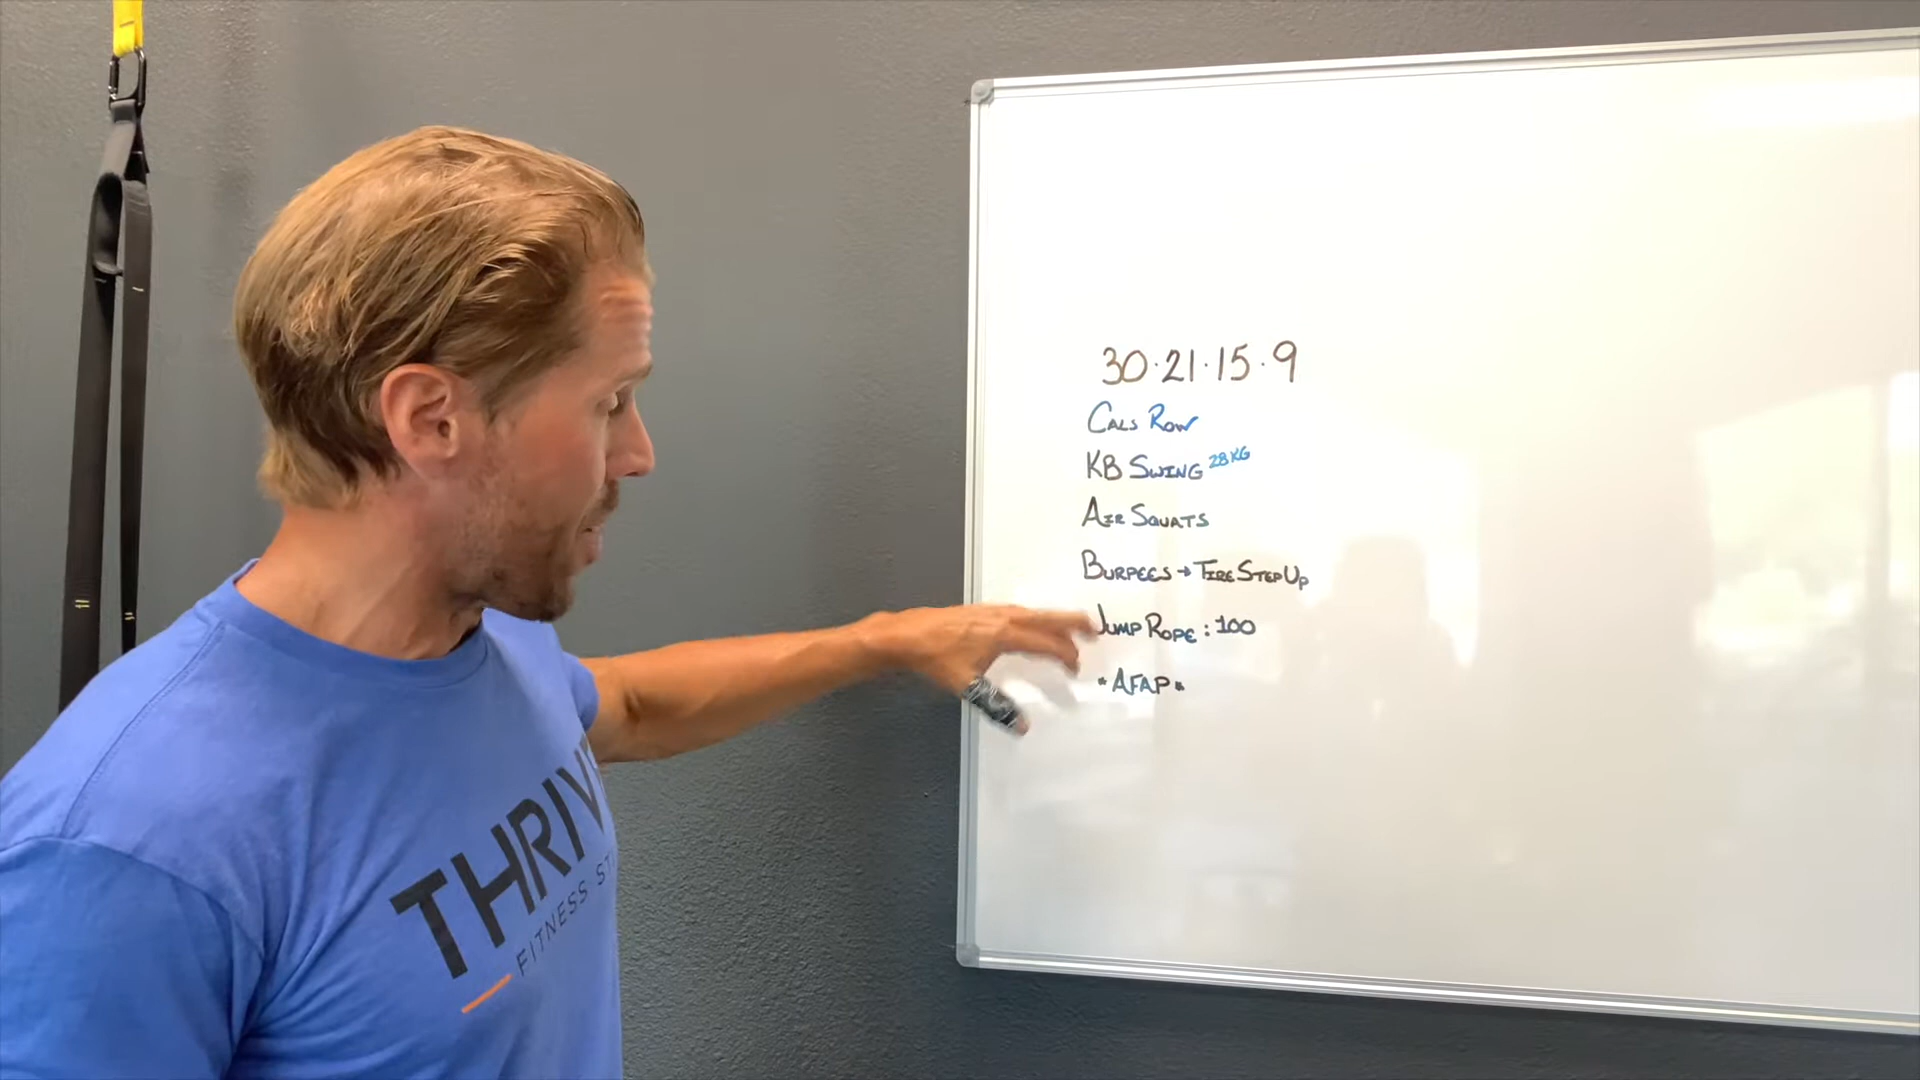 30·21·15·9
CALS ROW
KB SWING 28KG
AIR SQUATS
BURPEES → TIRE STEP UP
JUMP ROPE: 100
*AFAP*
THRIV
FITNESS ST